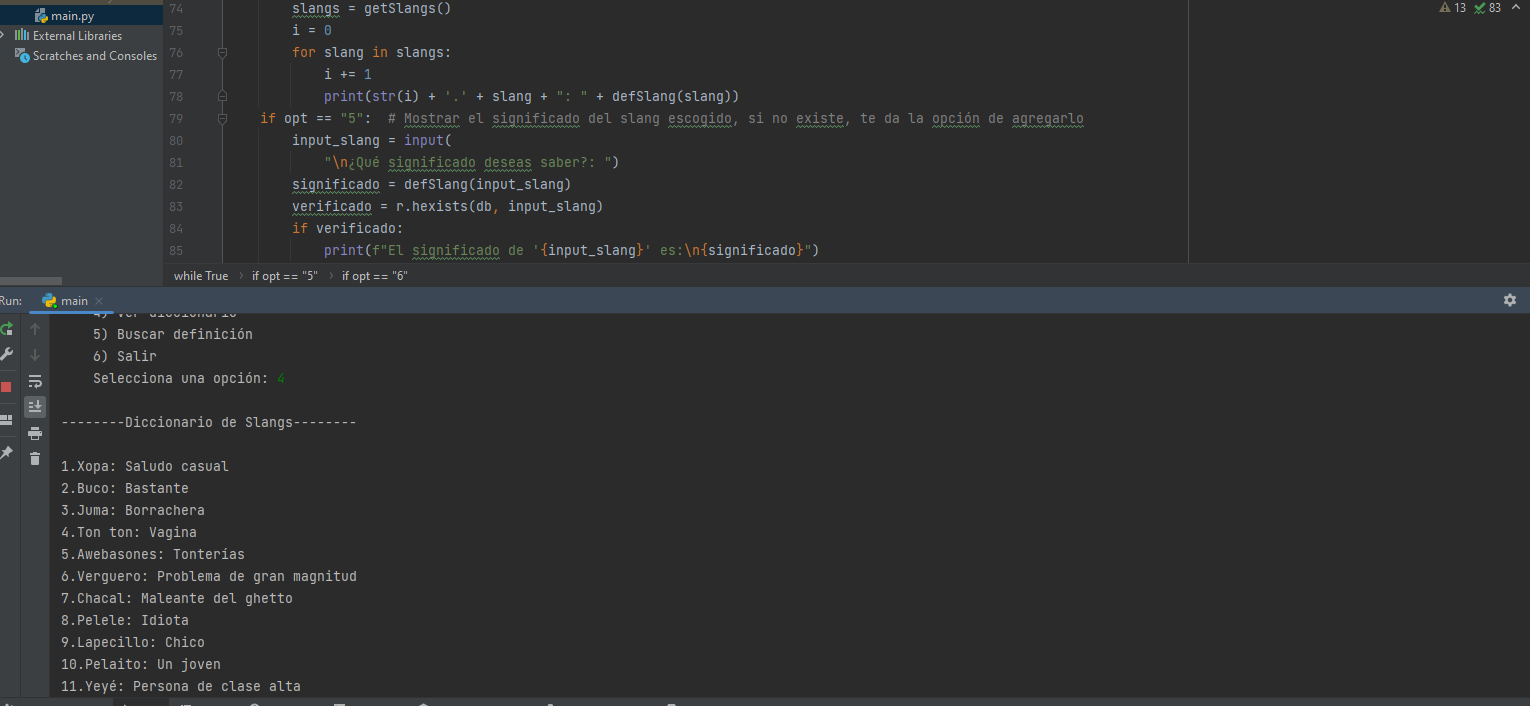 main.py
External Libraries
Scratches and Consoles
74 slangs = getSlangs()
75 i = 0
76 for slang in slangs:
77 i += 1
78 print(str(i) + '.' + slang + ": " + defSlang(slang))
79 if opt == "5":  # Mostrar el significado del slang escogido, si no existe, te da la opción de agregarlo
80 input_slang = input(
81 "\n¿Qué significado deseas saber?: ")
82 significado = defSlang(input_slang)
83 verificado = r.hexists(db, input_slang)
84 if verificado:
85 print(f"El significado de '{input_slang}' es:\n{significado}")
13 83
while True › if opt == "5" › if opt == "6"
Run: main
4) Ver diccionario
5) Buscar definición
6) Salir
Selecciona una opción: 4
--------Diccionario de Slangs--------
1.Xopa: Saludo casual
2.Buco: Bastante
3.Juma: Borrachera
4.Ton ton: Vagina
5.Awebasones: Tonterías
6.Verguero: Problema de gran magnitud
7.Chacal: Maleante del ghetto
8.Pelele: Idiota
9.Lapecillo: Chico
10.Pelaito: Un joven
11.Yeyé: Persona de clase alta